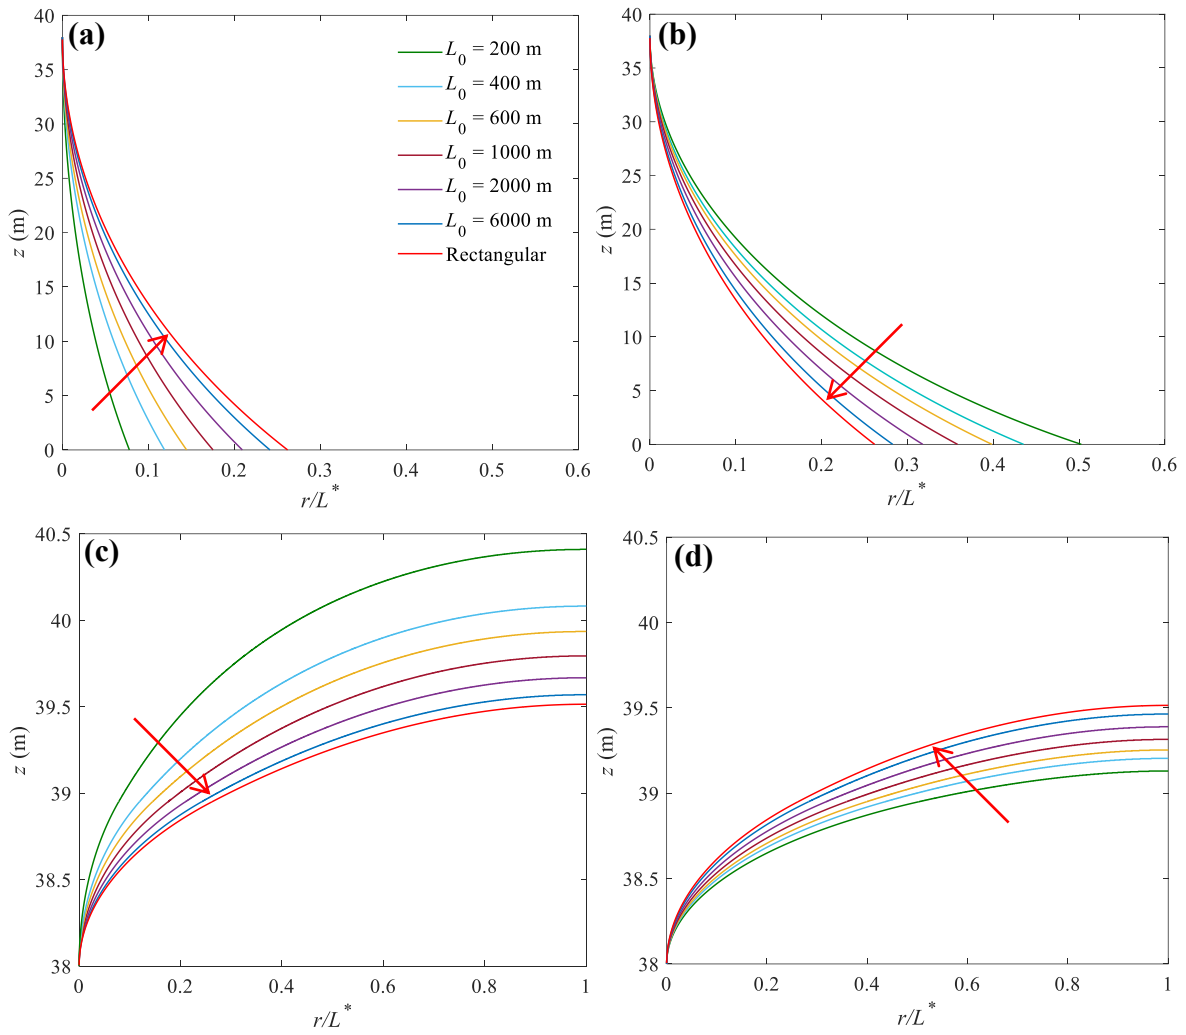 (a)
40
35
30
25
20
15
10
5
0
z (m)
0 0.1 0.2 0.3 0.4 0.5 0.6
r/L*
L0 = 200 m
L0 = 400 m
L0 = 600 m
L0 = 1000 m
L0 = 2000 m
L0 = 6000 m
Rectangular
(b)
40
35
30
25
20
15
10
5
0
z (m)
0 0.1 0.2 0.3 0.4 0.5 0.6
r/L*
(c)
40.5
40
39.5
39
38.5
38
z (m)
0 0.2 0.4 0.6 0.8 1
r/L*
(d)
40.5
40
39.5
39
38.5
38
z (m)
0 0.2 0.4 0.6 0.8 1
r/L*